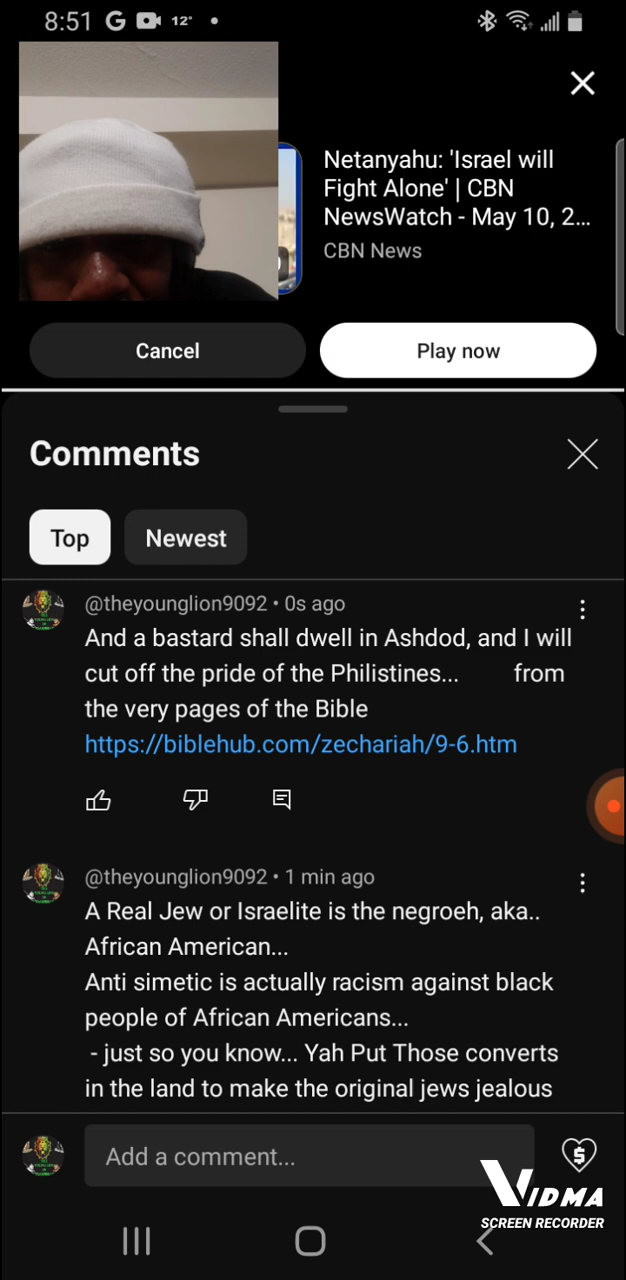 8:51 G 12°
Netanyahu: 'Israel will
Fight Alone' | CBN
NewsWatch - May 10, 2...
CBN News
Cancel
Play now
Comments
Top
Newest
@theyounglion9092 • 0s ago
And a bastard shall dwell in Ashdod, and I will
cut off the pride of the Philistines... from
the very pages of the Bible
https://biblehub.com/zechariah/9-6.htm
@theyounglion9092 • 1 min ago
A Real Jew or Israelite is the negroeh, aka..
African American...
Anti simetic is actually racism against black
people of African Americans...
- just so you know... Yah Put Those converts
in the land to make the original jews jealous
Add a comment...
VIDMA
SCREEN RECORDER